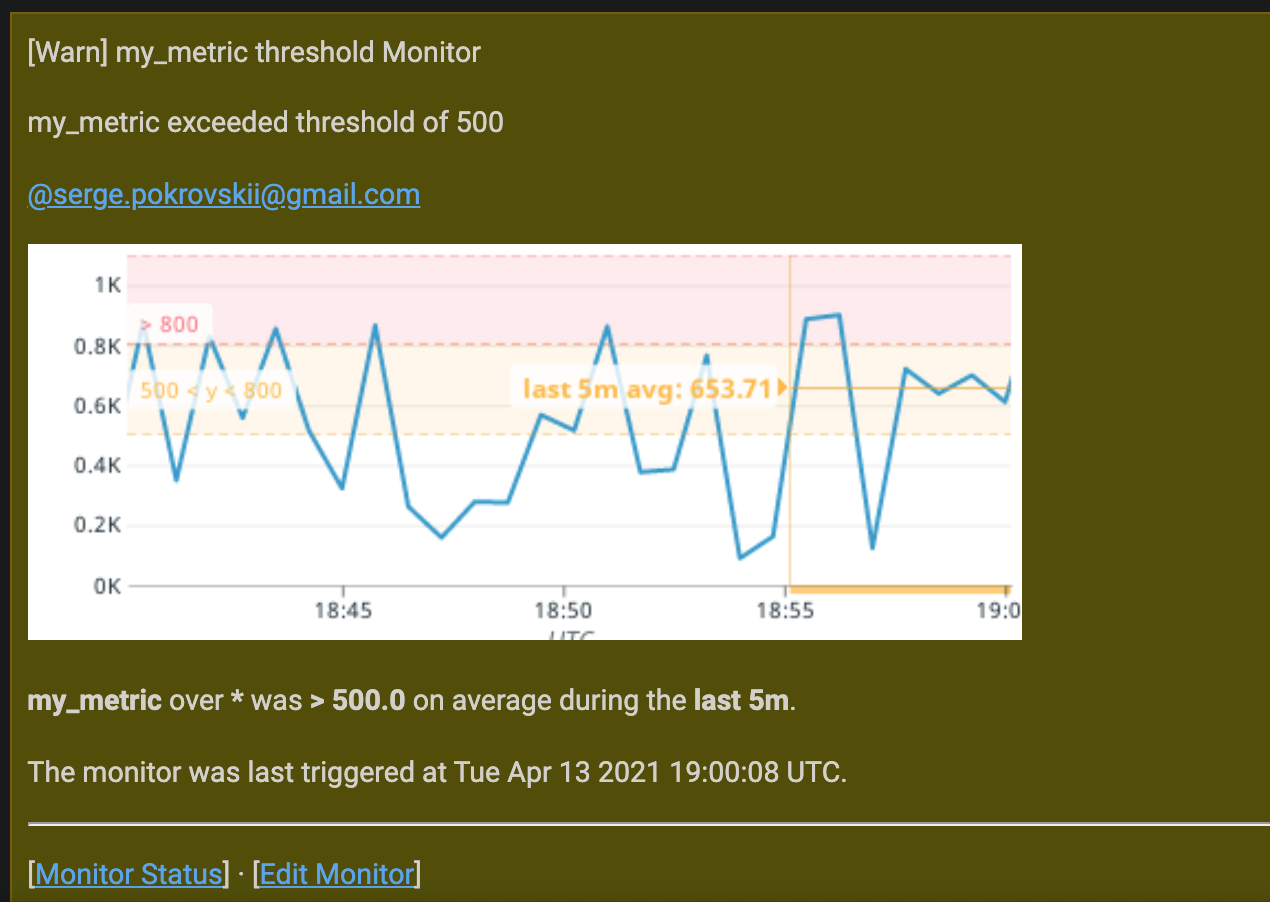 [Warn] my_metric threshold Monitor
my_metric exceeded threshold of 500
@serge.pokrovskii@gmail.com
1K
> 800
0.8K
500 < y < 800
last 5m avg: 653.71
0.6K
0.4K
0.2K
0K
18:45
18:50
18:55
19:0
UTC
my_metric over * was > 500.0 on average during the last 5m.
The monitor was last triggered at Tue Apr 13 2021 19:00:08 UTC.
[Monitor Status] · [Edit Monitor]